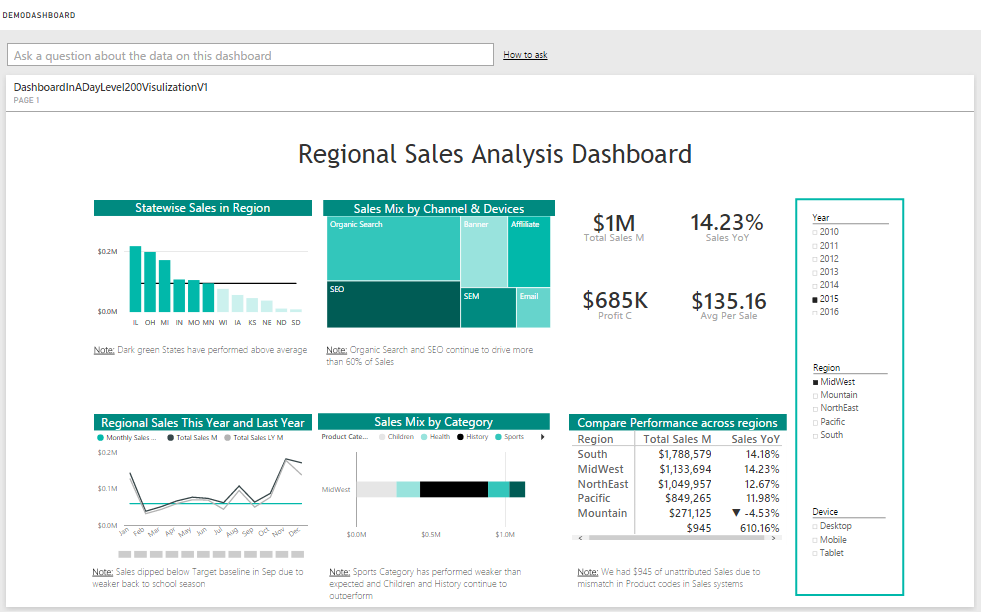 DEMODASHBOARD
Ask a question about the data on this dashboard
How to ask
DashboardInADayLevel200VisulizationV1
PAGE 1
Regional Sales Analysis Dashboard
Statewise Sales in Region
$0.2M
$0.0M
IL OH MI IN MO MN WI IA KS NE ND SD
Note: Dark green States have performed above average
Sales Mix by Channel & Devices
Organic Search
Banner
Affiliate
SEO
SEM
Email
Note: Organic Search and SEO continue to drive more
than 60% of Sales
$1M
Total Sales M
14.23%
Sales YoY
$685K
Profit C
$135.16
Avg Per Sale
Year
2010
2011
2012
2013
2014
2015
2016
Region
MidWest
Mountain
NorthEast
Pacific
South
Device
Desktop
Mobile
Tablet
Regional Sales This Year and Last Year
Monthly Sales ... Total Sales M Total Sales LY M
$0.2M
$0.1M
$0.0M
Jan Feb Mar Apr May Jun Jul Aug Sep Oct Nov Dec
Note: Sales dipped below Target baseline in Sep due to
weaker back to school season
Sales Mix by Category
Product Cate... Children Health History Sports
MidWest
$0.0M $0.5M $1.0M
Note: Sports Category has performed weaker than
expected and Children and History continue to
outperform
Compare Performance across regions
Region Total Sales M Sales YoY
South $1,788,579 14.18%
MidWest $1,133,694 14.23%
NorthEast $1,049,957 12.67%
Pacific $849,265 11.98%
Mountain $271,125 ▼ -4.53%
$945 610.16%
Note: We had $945 of unattributed Sales due to
mismatch in Product codes in Sales systems